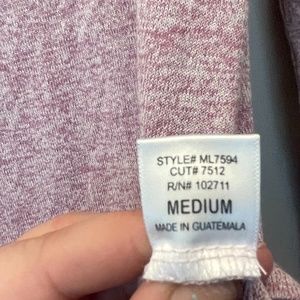 STYLE# ML7594
CUT# 7512
R/N# 102711
MEDIUM
MADE IN GUATEMALA